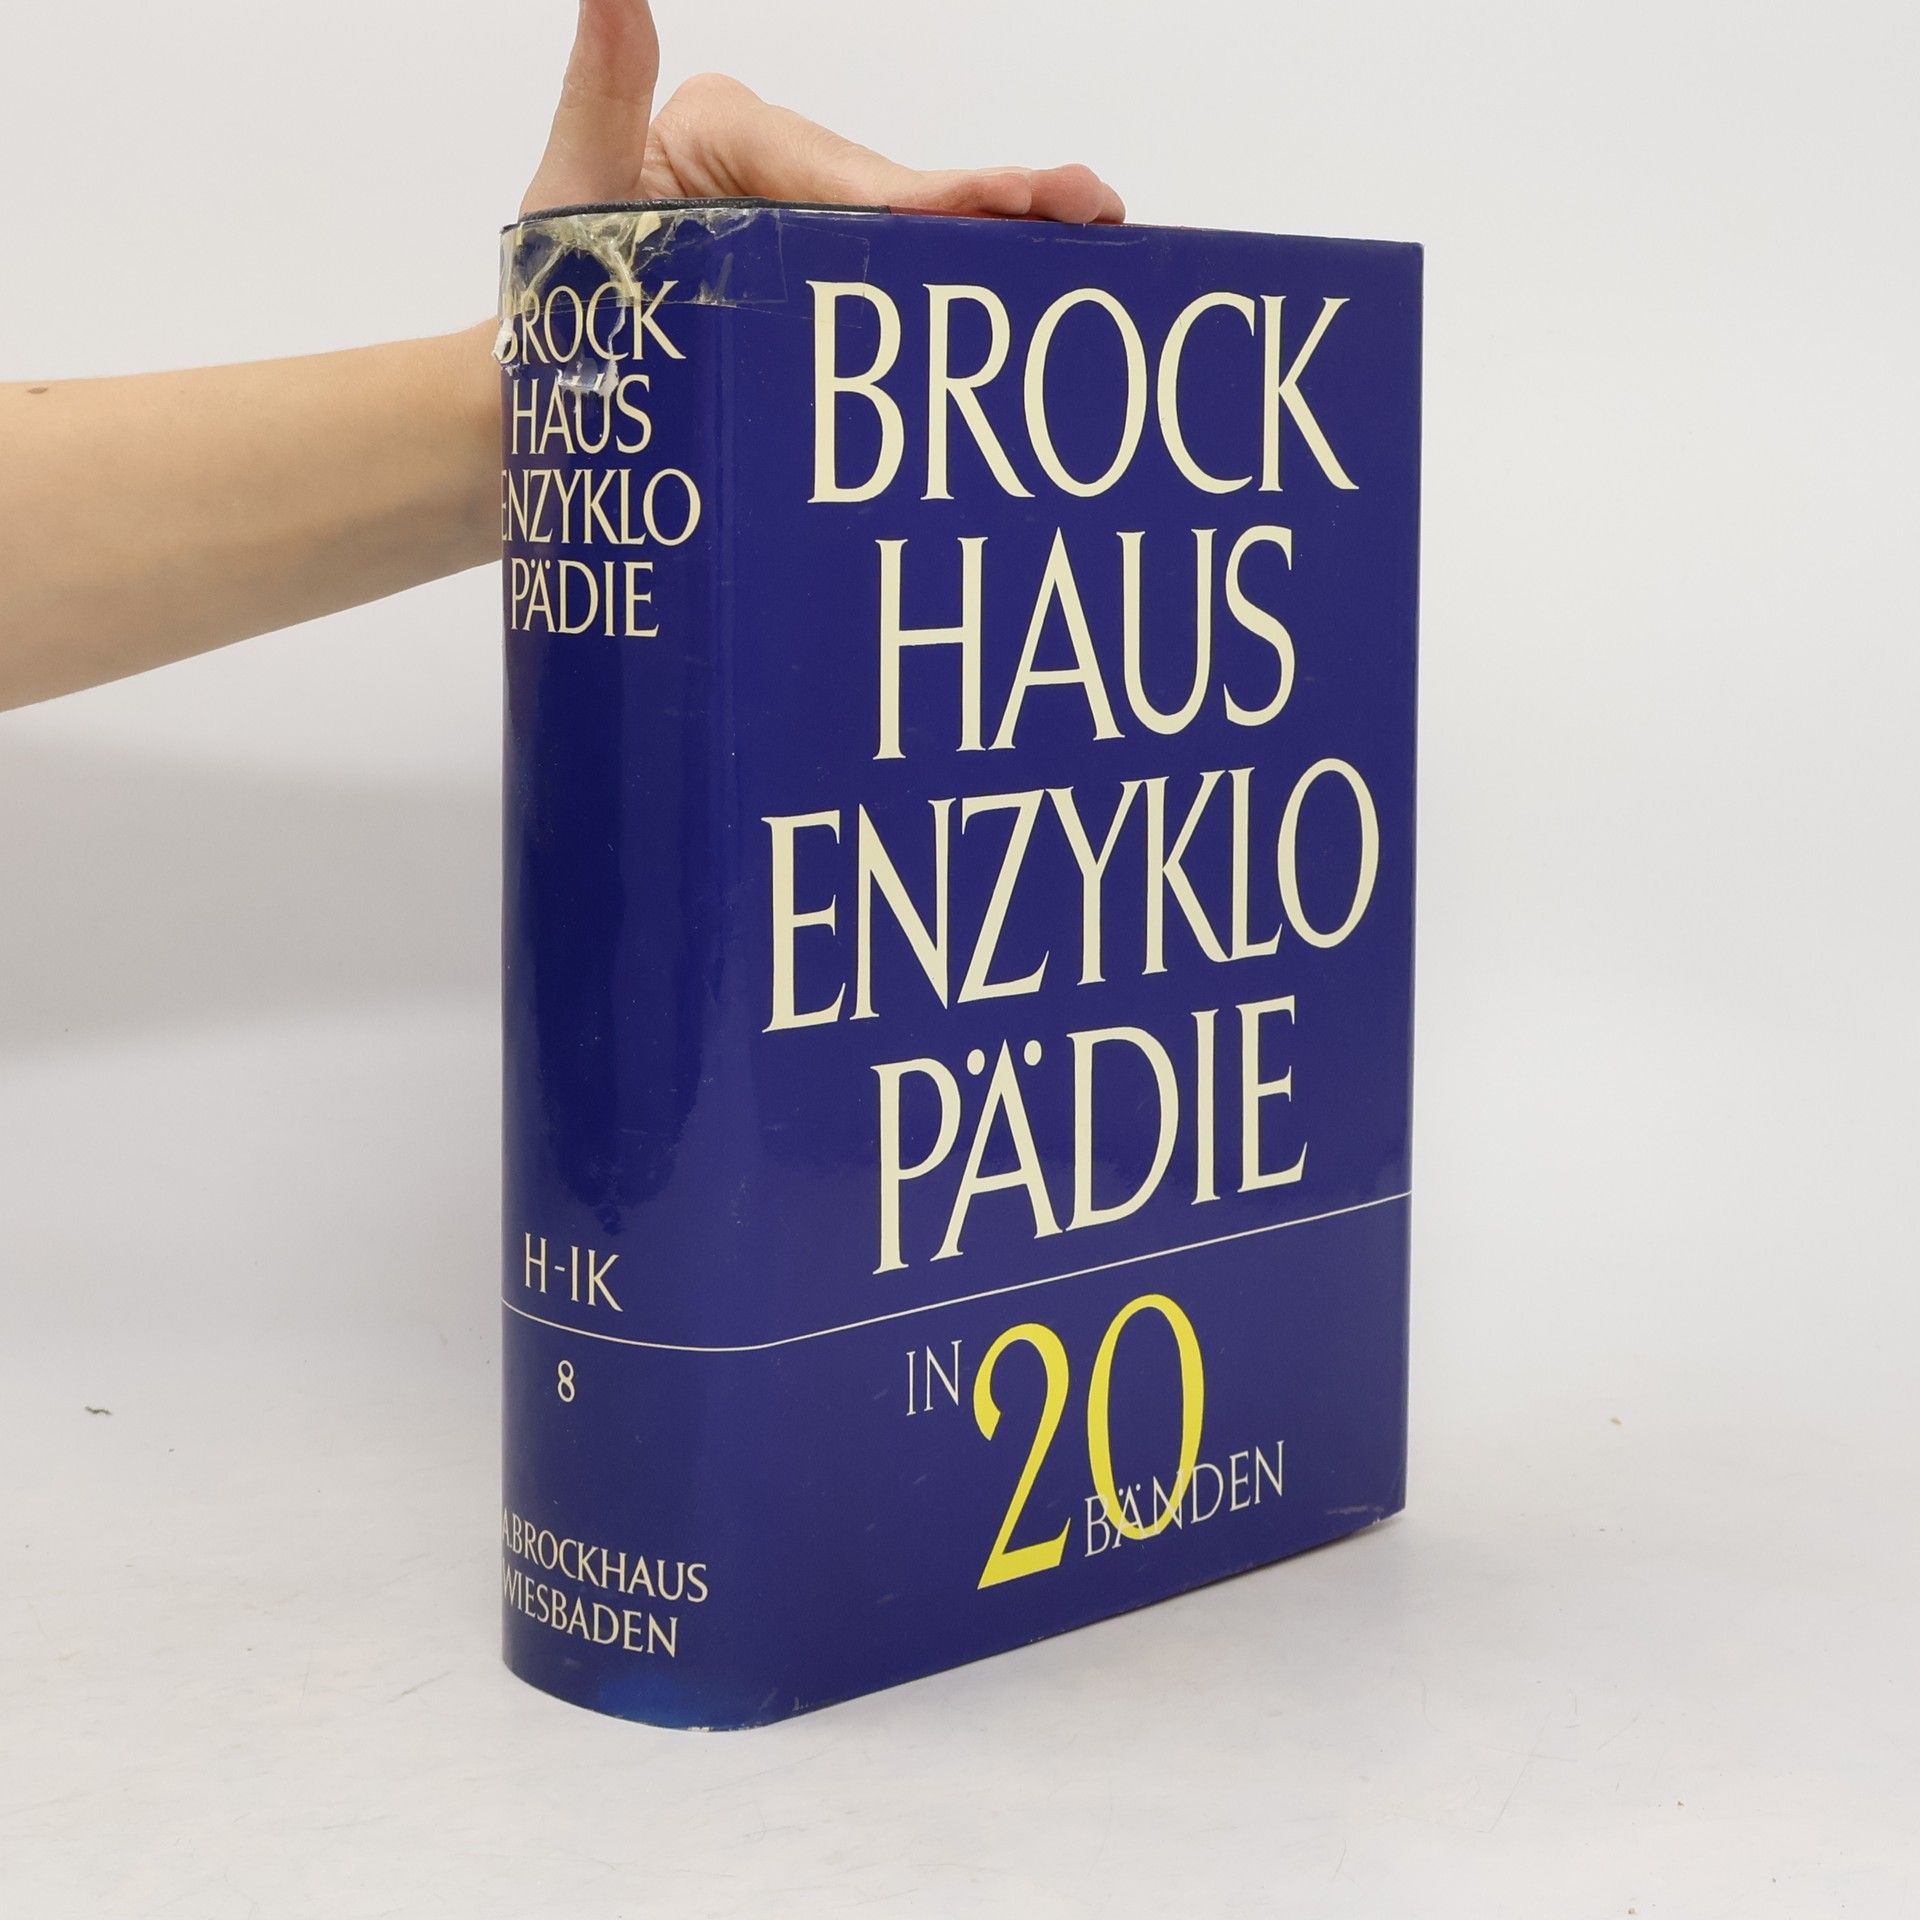 BROCK
HAUS
ENZYKLO
PÄDIE
H-IK
8
A.BROCKHAUS
WIESBADEN
BROCK
HAUS
ENZYKLO
PÄDIE
IN 20 BÄNDEN